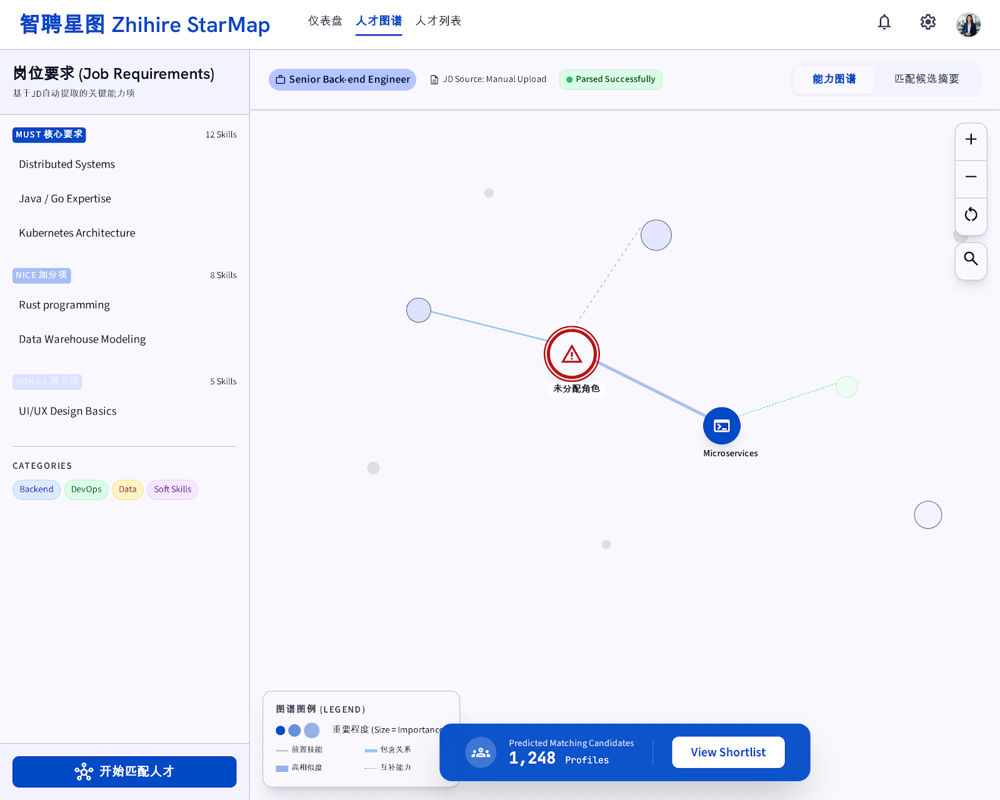 智聘星图 Zhihire StarMap
仪表盘
人才图谱
人才列表
岗位要求 (Job Requirements)
基于JD自动提取的关键能力项
MUST 核心要求
12 Skills
Distributed Systems
Java / Go Expertise
Kubernetes Architecture
NICE 加分项
8 Skills
Rust programming
Data Warehouse Modeling
BONUS 潜力项
5 Skills
UI/UX Design Basics
CATEGORIES
Backend
DevOps
Data
Soft Skills
开始匹配人才
Senior Back-end Engineer
JD Source: Manual Upload
Parsed Successfully
能力图谱
匹配候选摘要
未分配角色
Microservices
图谱图例 (LEGEND)
重要程度 (Size = Importance
前置技能
包含关系
高相似度
互补能力
Predicted Matching Candidates
1,248 Profiles
View Shortlist